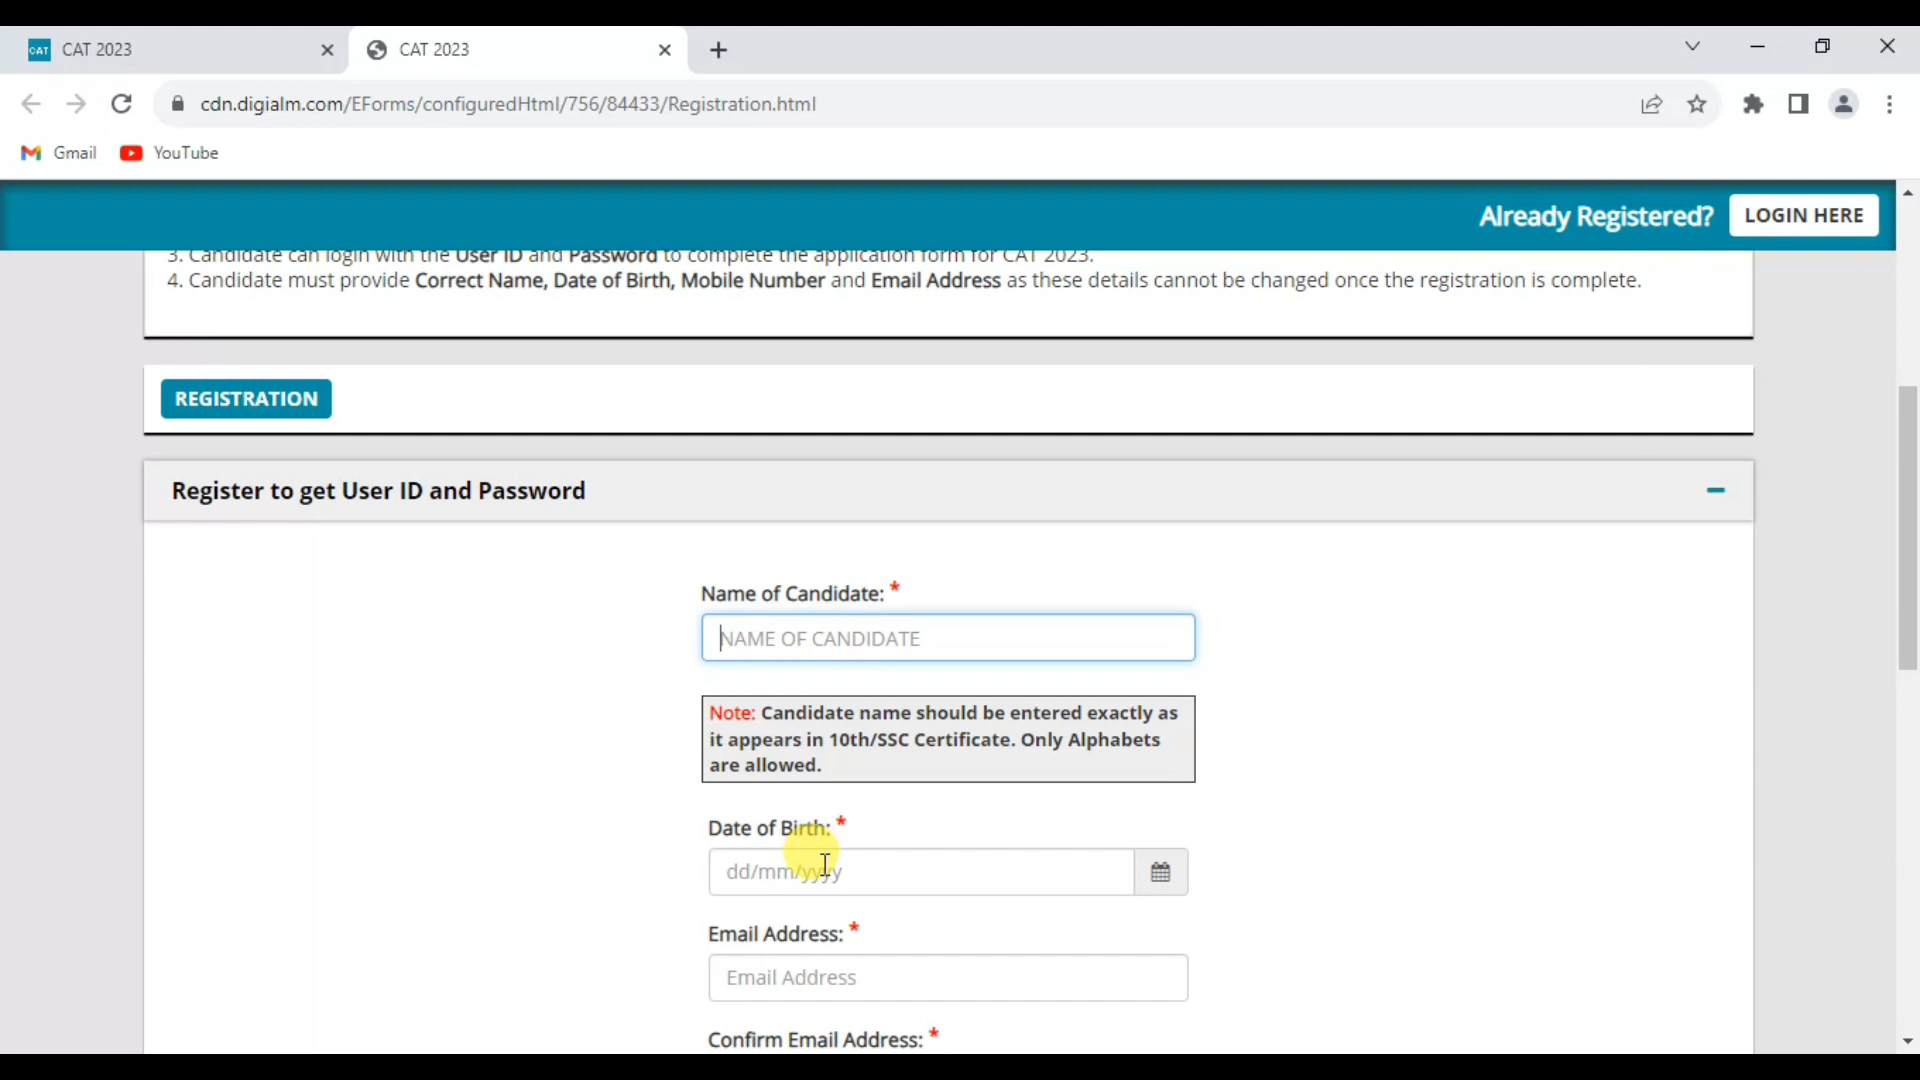 CAT CAT 2023
CAT 2023
cdn.digialm.com/EForms/configuredHtml/756/84433/Registration.html
Gmail
YouTube
Already Registered?
LOGIN HERE
3. Candidate can login with the User ID and Password to complete the application form for CAT 2023.
4. Candidate must provide Correct Name, Date of Birth, Mobile Number and Email Address as these details cannot be changed once the registration is complete.
REGISTRATION
Register to get User ID and Password
Name of Candidate: *
NAME OF CANDIDATE
Note: Candidate name should be entered exactly as
it appears in 10th/SSC Certificate. Only Alphabets
are allowed.
Date of Birth: *
dd/mm/yyyy
Email Address: *
Email Address
Confirm Email Address: *